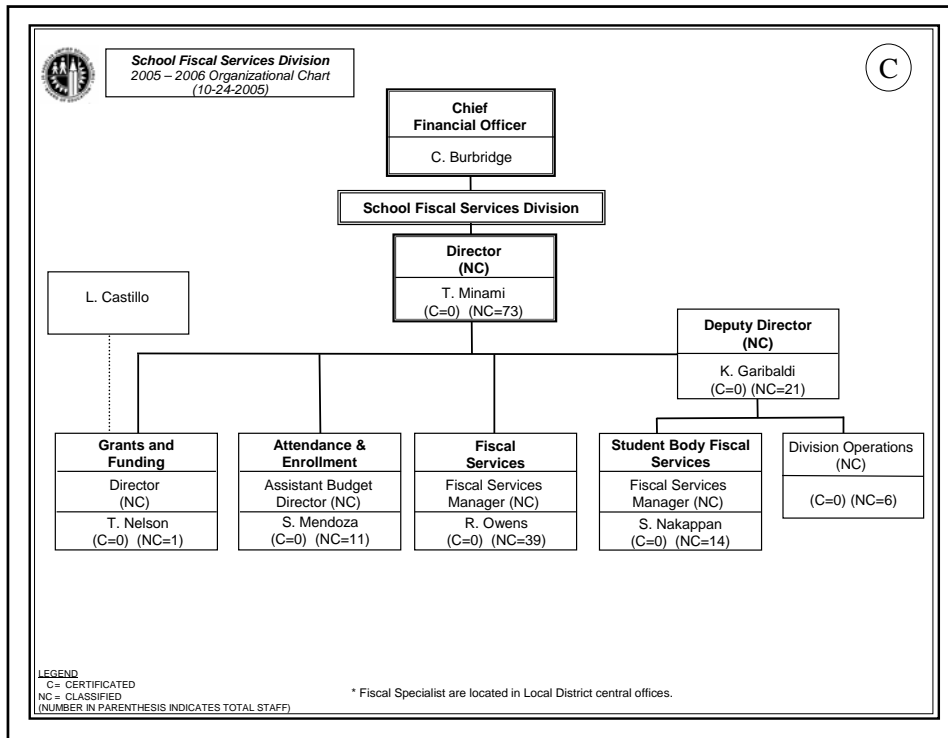 School Fiscal Services Division
2005 – 2006 Organizational Chart
(10-24-2005)
C
Chief
Financial Officer
C. Burbridge
School Fiscal Services Division
Director
(NC)
T. Minami
(C=0) (NC=73)
L. Castillo
Deputy Director
(NC)
K. Garibaldi
(C=0) (NC=21)
Grants and
Funding
Director
(NC)
T. Nelson
(C=0) (NC=1)
Attendance &
Enrollment
Assistant Budget
Director (NC)
S. Mendoza
(C=0) (NC=11)
Fiscal
Services
Fiscal Services
Manager (NC)
R. Owens
(C=0) (NC=39)
Student Body Fiscal
Services
Fiscal Services
Manager (NC)
S. Nakappan
(C=0) (NC=14)
Division Operations
(NC)
(C=0) (NC=6)
LEGEND
C = CERTIFICATED
NC = CLASSIFIED
(NUMBER IN PARENTHESIS INDICATES TOTAL STAFF)
* Fiscal Specialist are located in Local District central offices.